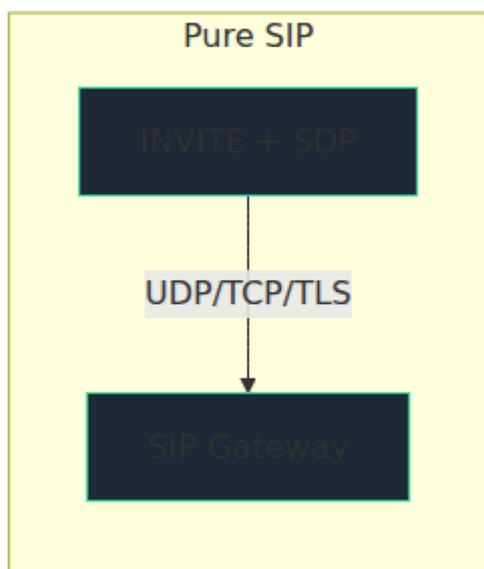 Pure SIP
INVITE + SDP
UDP/TCP/TLS
SIP Gateway